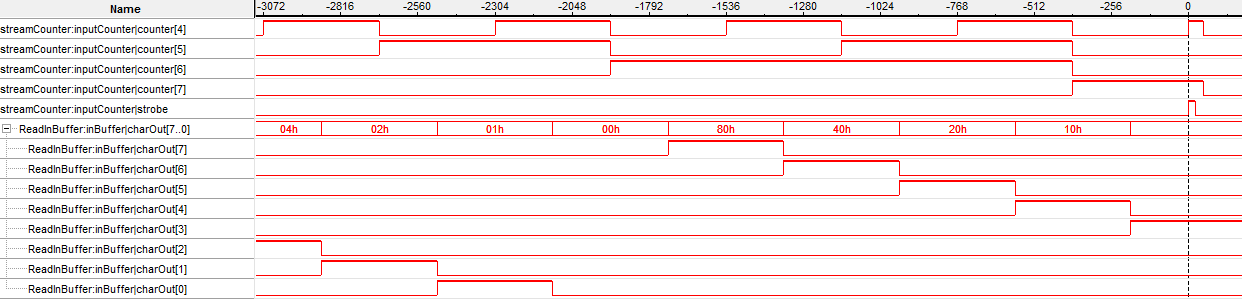 Name -3072 -2816 -2560 -2304 -2048 -1792 -1536 -1280 -1024 -768 -512 -256 0
streamCounter:inputCounter|counter[4]
streamCounter:inputCounter|counter[5]
streamCounter:inputCounter|counter[6]
streamCounter:inputCounter|counter[7]
streamCounter:inputCounter|strobe
ReadInBuffer:inBuffer|charOut[7..0] 04h 02h 01h 00h 80h 40h 20h 10h
ReadInBuffer:inBuffer|charOut[7]
ReadInBuffer:inBuffer|charOut[6]
ReadInBuffer:inBuffer|charOut[5]
ReadInBuffer:inBuffer|charOut[4]
ReadInBuffer:inBuffer|charOut[3]
ReadInBuffer:inBuffer|charOut[2]
ReadInBuffer:inBuffer|charOut[1]
ReadInBuffer:inBuffer|charOut[0]